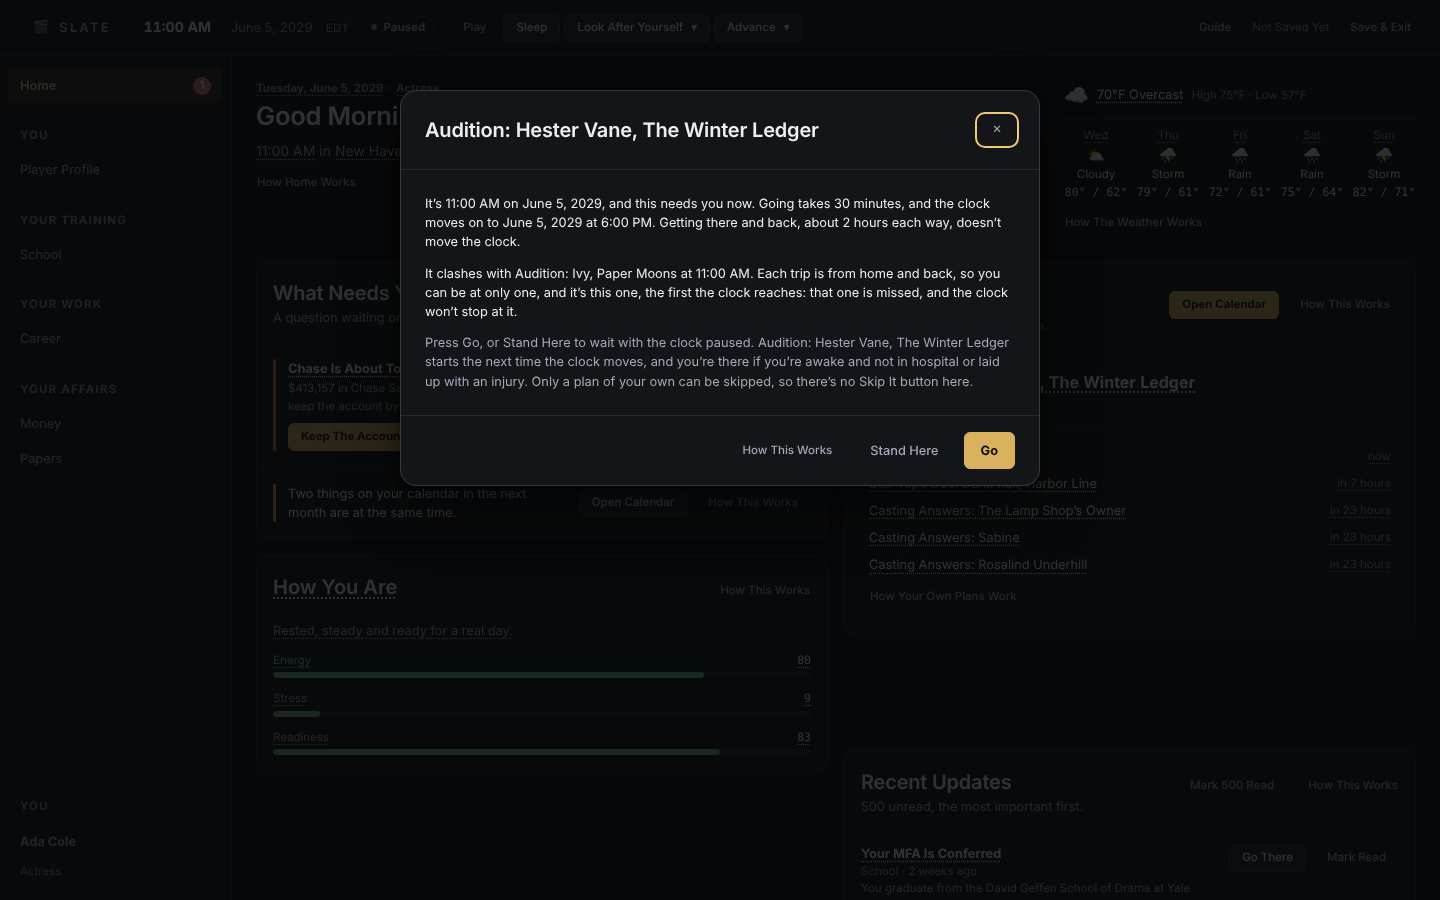 SLATE
11:00 AM
June 5, 2029 EDT
Paused
Play
Sleep
Look After Yourself ▾
Advance ▾
Guide
Not Saved Yet
Save & Exit
Home
YOU
Player Profile
YOUR TRAINING
School
YOUR WORK
Career
YOUR AFFAIRS
Money
Papers
YOU
Ada Cole
Actress
Tuesday, June 5, 2029 · Actress
Good Morni
11:00 AM in New Have
How Home Works
70°F Overcast High 75°F · Low 57°F
Wed Thu Fri Sat Sun
Cloudy Storm Rain Rain Storm
80° / 62° 79° / 61° 72° / 61° 75° / 64° 82° / 71°
How The Weather Works
Audition: Hester Vane, The Winter Ledger
×
It’s 11:00 AM on June 5, 2029, and this needs you now. Going takes 30 minutes, and the clock
moves on to June 5, 2029 at 6:00 PM. Getting there and back, about 2 hours each way, doesn’t
move the clock.
It clashes with Audition: Ivy, Paper Moons at 11:00 AM. Each trip is from home and back, so you
can be at only one, and it’s this one, the first the clock reaches: that one is missed, and the clock
won’t stop at it.
Press Go, or Stand Here to wait with the clock paused. Audition: Hester Vane, The Winter Ledger
starts the next time the clock moves, and you’re there if you’re awake and not in hospital or laid
up with an injury. Only a plan of your own can be skipped, so there’s no Skip It button here.
How This Works
Stand Here
Go
What Needs Y
A question waiting or
Chase Is About To
$413,157 in Chase Sa
keep the account by
Keep The Accoun
Two things on your calendar in the next
month are at the same time.
Open Calendar
How This Works
How You Are
How This Works
Rested, steady and ready for a real day.
Energy 80
Stress 9
Readiness 83
Open Calendar
How This Works
, The Winter Ledger
now
Harbor Line in 7 hours
Casting Answers: The Lamp Shop’s Owner in 23 hours
Casting Answers: Sabine in 23 hours
Casting Answers: Rosalind Underhill in 23 hours
How Your Own Plans Work
Recent Updates
Mark 500 Read
How This Works
500 unread, the most important first.
Your MFA Is Conferred
School · 2 weeks ago
You graduate from the David Geffen School of Drama at Yale
Go There
Mark Read